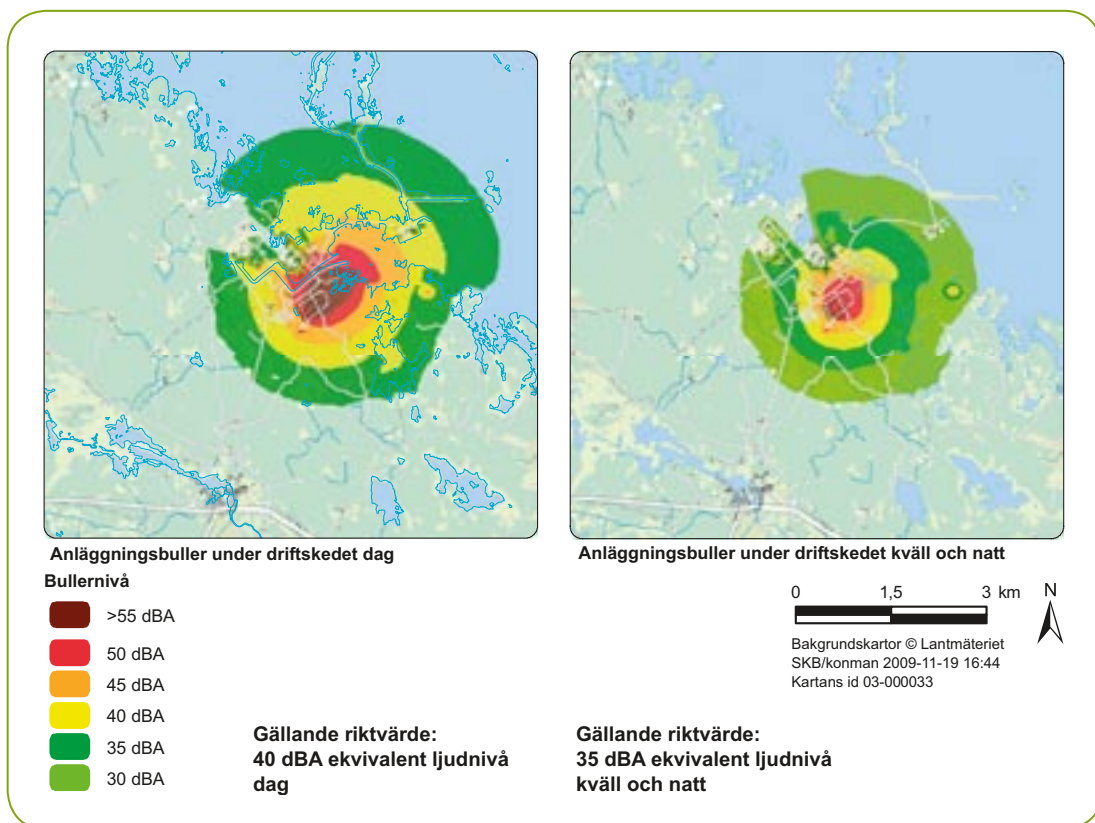 Anläggningsbuller under driftskedet dag
Anläggningsbuller under driftskedet kväll och natt
Bullernivå
>55 dBA
50 dBA
45 dBA
40 dBA
35 dBA
30 dBA
0 1,5 3 km
N
Bakgrundskartor © Lantmäteriet
SKB/konman 2009-11-19 16:44
Kartans id 03-000033
Gällande riktvärde:
40 dBA ekvivalent ljudnivå
dag
Gällande riktvärde:
35 dBA ekvivalent ljudnivå
kväll och natt